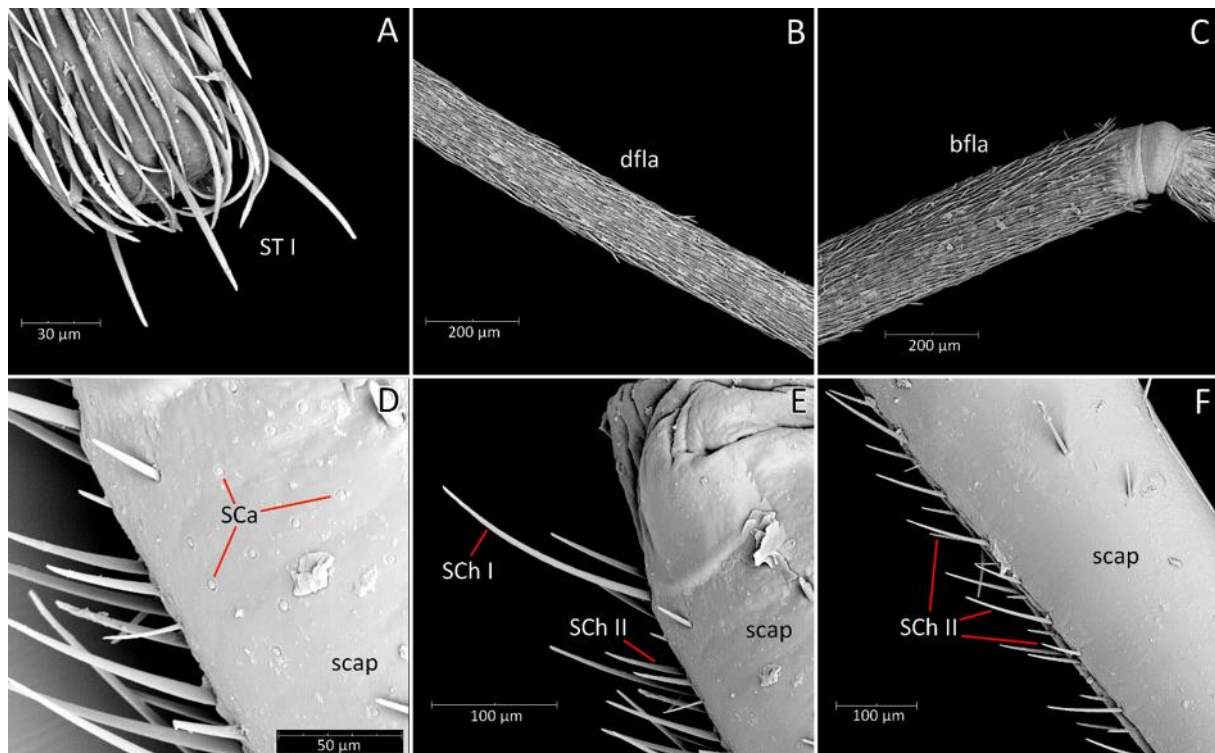 A
ST I
30 µm
B
dfla
200 µm
C
bfla
200 µm
D
SCa
scap
50 µm
E
SCh I
SCh II
scap
100 µm
F
scap
SCh II
100 µm